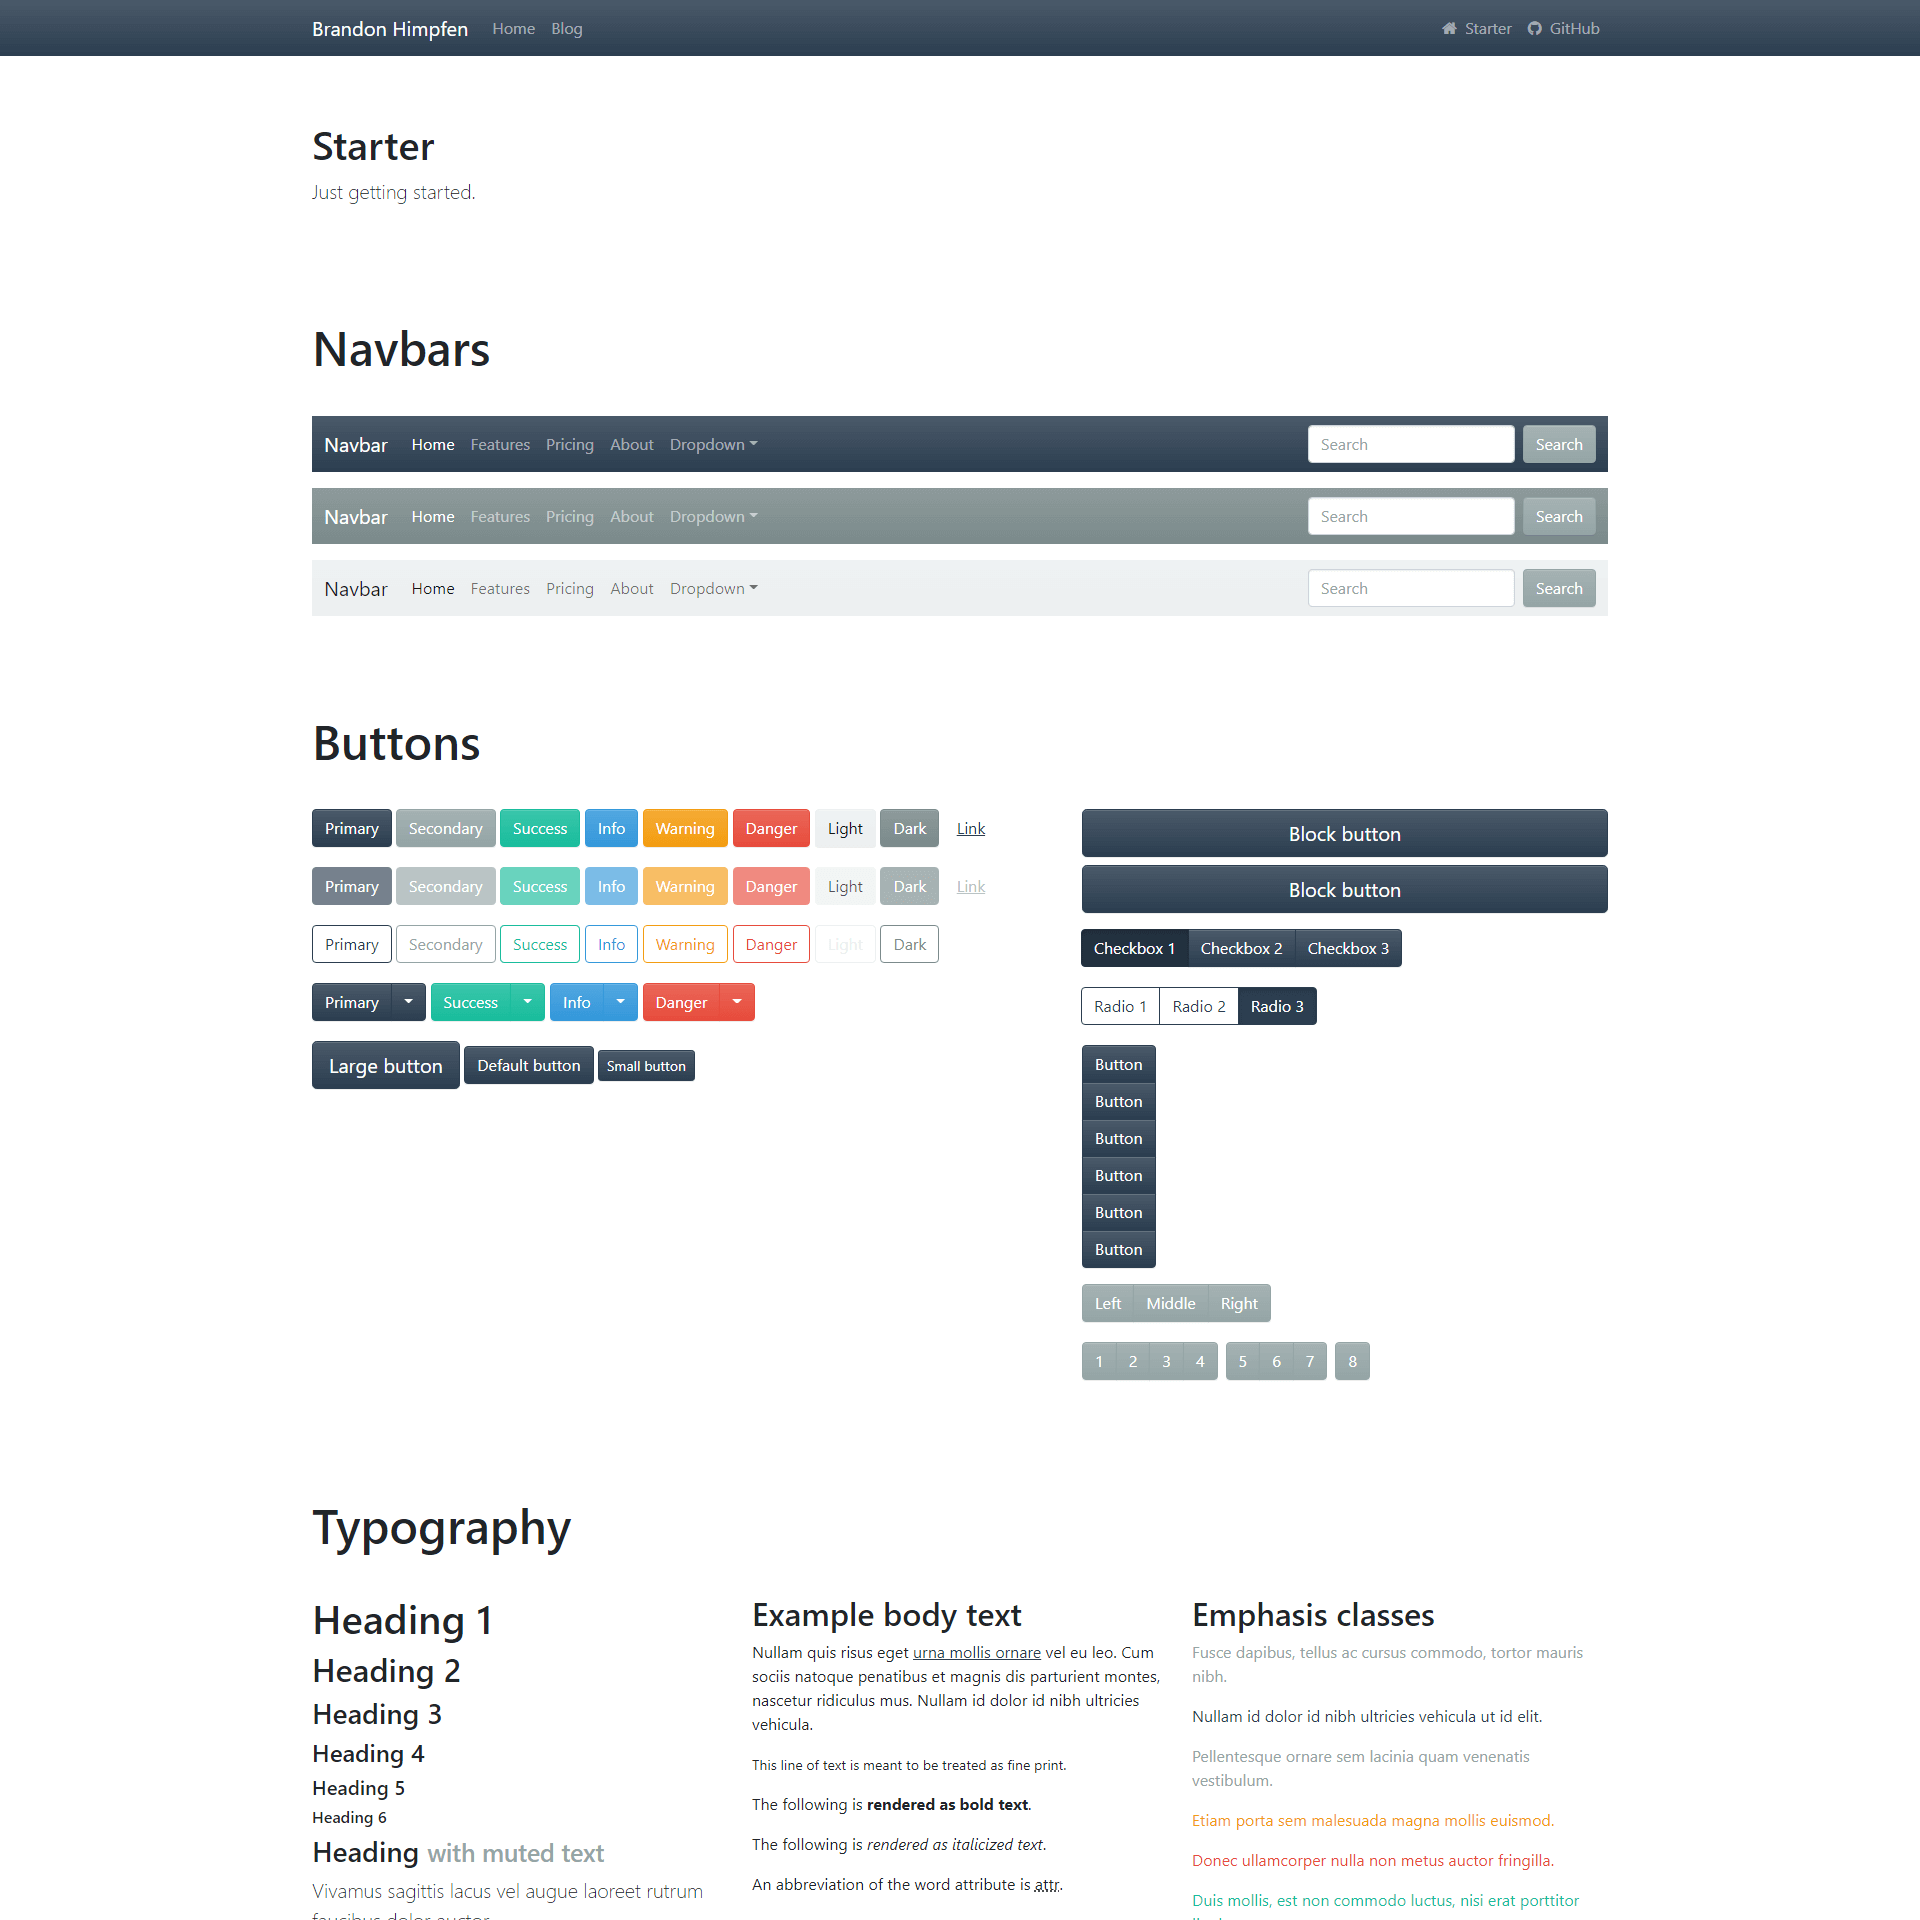 Brandon Himpfen Home Blog Starter GitHub
Starter
Just getting started.
Navbars
Navbar Home Features Pricing About Dropdown Search Search
Navbar Home Features Pricing About Dropdown Search Search
Navbar Home Features Pricing About Dropdown Search Search
Buttons
Primary Secondary Success Info Warning Danger Light Dark Link
Primary Secondary Success Info Warning Danger Light Dark Link
Primary Secondary Success Info Warning Danger Light Dark
Primary Success Info Danger
Large button Default button Small button
Block button
Block button
Checkbox 1 Checkbox 2 Checkbox 3
Radio 1 Radio 2 Radio 3
Button
Button
Button
Button
Button
Button
Left Middle Right
1 2 3 4 5 6 7 8
Typography
Heading 1
Heading 2
Heading 3
Heading 4
Heading 5
Heading 6
Heading with muted text
Vivamus sagittis lacus vel augue laoreet rutrum
faucibus dolor auctor.
Example body text
Nullam quis risus eget urna mollis ornare vel eu leo. Cum
sociis natoque penatibus et magnis dis parturient montes,
nascetur ridiculus mus. Nullam id dolor id nibh ultricies
vehicula.
This line of text is meant to be treated as fine print.
The following is rendered as bold text.
The following is rendered as italicized text.
An abbreviation of the word attribute is attr.
Emphasis classes
Fusce dapibus, tellus ac cursus commodo, tortor mauris
nibh.
Nullam id dolor id nibh ultricies vehicula ut id elit.
Pellentesque ornare sem lacinia quam venenatis
vestibulum.
Etiam porta sem malesuada magna mollis euismod.
Donec ullamcorper nulla non metus auctor fringilla.
Duis mollis, est non commodo luctus, nisi erat porttitor